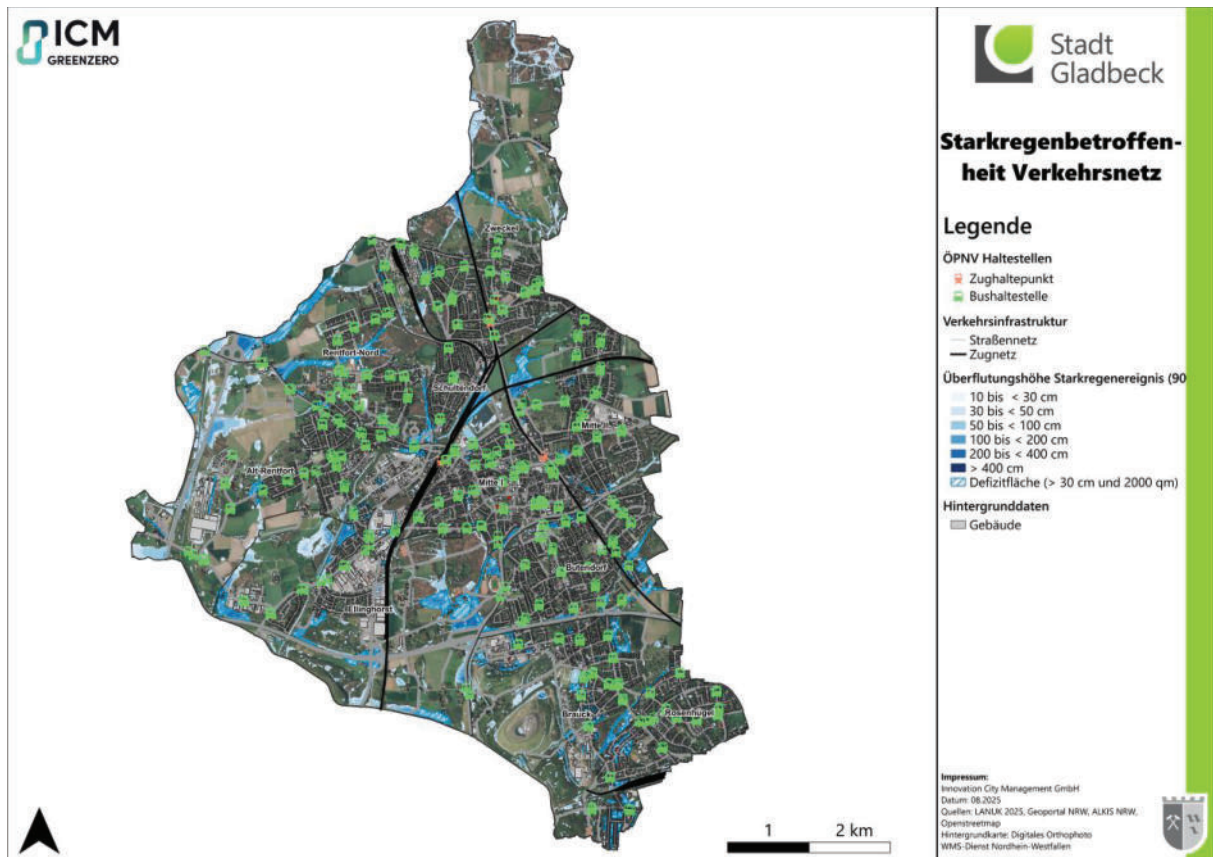 ICM
GREENZERO
Stadt
Gladbeck
Starkregenbetroffen-
heit Verkehrsnetz
Legende
ÖPNV Haltestellen
Zughaltepunkt
Bushaltestelle
Verkehrsinfrastruktur
Straßennetz
Zugnetz
Überflutungshöhe Starkregenereignis (90
10 bis < 30 cm
30 bis < 50 cm
50 bis < 100 cm
100 bis < 200 cm
200 bis < 400 cm
> 400 cm
Defizitfläche (> 30 cm und 2000 qm)
Hintergrunddaten
Gebäude
Zweckel
Rentfort-Nord
Schultendorf
Mitte II
Alt-Rentfort
Mitte I
Butendorf
Ellinghorst
Brauck
Rosenhügel
1 2 km
Impressum:
Innovation City Management GmbH
Datum: 08.2025
Quellen: LANUK 2025, Geoportal NRW, ALKIS NRW,
Openstreetmap
Hintergrundkarte: Digitales Orthophoto
WMS-Dienst Nordhein-Westfallen